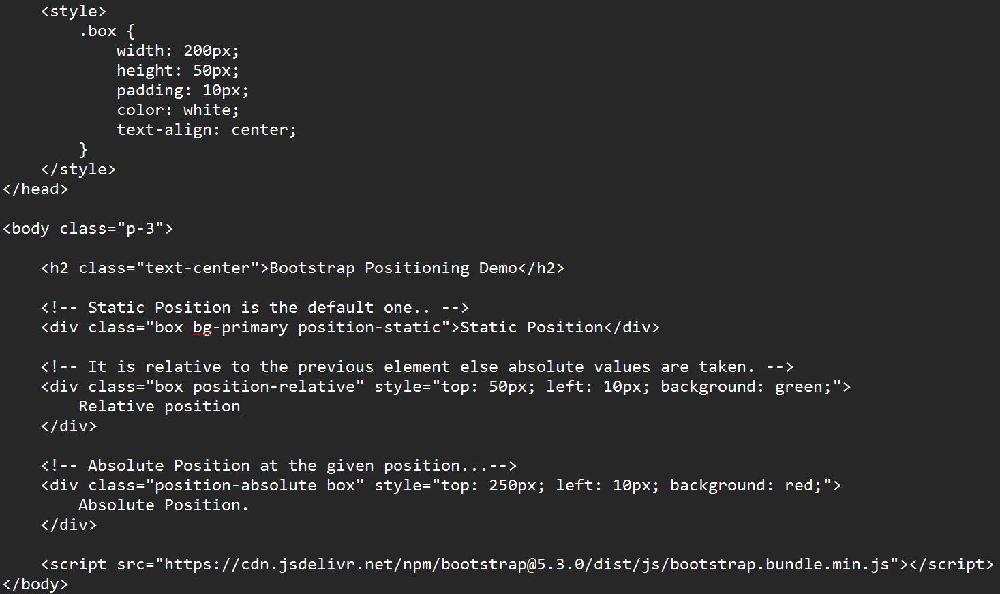 <style>
.box {
width: 200px;
height: 50px;
padding: 10px;
color: white;
text-align: center;
}
</style>
</head>
<body class="p-3">
<h2 class="text-center">Bootstrap Positioning Demo</h2>
<!-- Static Position is the default one.. -->
<div class="box bg-primary position-static">Static Position</div>
<!-- It is relative to the previous element else absolute values are taken. -->
<div class="box position-relative" style="top: 50px; left: 10px; background: green;">
Relative position
</div>
<!-- Absolute Position at the given position...-->
<div class="position-absolute box" style="top: 250px; left: 10px; background: red;">
Absolute Position.
</div>
<script src="https://cdn.jsdelivr.net/npm/bootstrap@5.3.0/dist/js/bootstrap.bundle.min.js"></script>
</body>